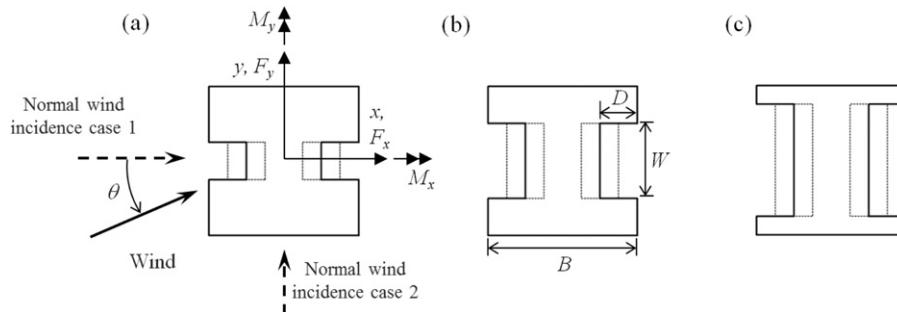 (a)
M_y
y, F_y
Normal wind
incidence case 1
θ
Wind
x,
F_x
M_x
Normal wind
incidence case 2
(b)
D
W
B
(c)